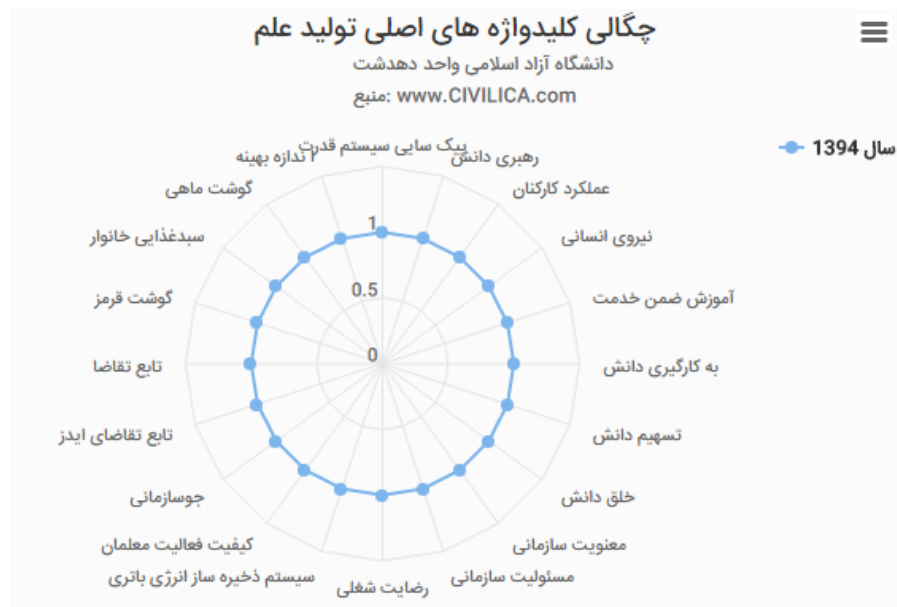 چگالی کلیدواژه های اصلی تولید علم
دانشگاه آزاد اسلامی واحد دهدشت
منبع: www.CIVILICA.com
سال 1394
پیک سایی سیستم قدرت
رهبری دانش
عملکرد کارکنان
نیروی انسانی
آموزش ضمن خدمت
به کارگیری دانش
تسهیم دانش
خلق دانش
معنویت سازمانی
مسئولیت سازمانی
رضایت شغلی
سیستم ذخیره ساز انرژی باتری
کیفیت فعالیت معلمان
جوسازمانی
تابع تقاضای ایدز
تابع تقاضا
گوشت قرمز
سبدغذایی خانوار
گوشت ماهی
ا ندازه بهینه
1
0.5
0